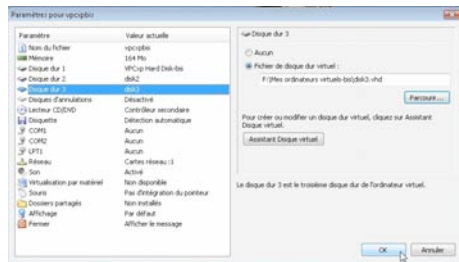 Paramètres pour vpcxpbis
Paramètre Valeur actuelle
Nom du fichier vpcxpbis
Mémoire 164 Mo
Disque dur 1 VPCxp Hard Disk-bis
Disque dur 2 disk2
Disque dur 3 disk3
Disques d'annulations Désactivé
Lecteur CD/DVD Contrôleur secondaire
Disquette Détection automatique
COM1 Aucun
COM2 Aucun
LPT1 Aucun
Réseau Cartes réseau :1
Son Activé
Virtualisation par matériel Non disponible
Souris Pas d'intégration du pointeur
Dossiers partagés Non installés
Affichage Par défaut
Fermer Afficher le message
Disque dur 3
Aucun
Fichier de disque dur virtuel :
F:\Mes ordinateurs virtuels-bis\disk3.vhd
Parcourir...
Pour créer ou modifier un disque dur virtuel, cliquez sur Assistant
Disque virtuel.
Assistant Disque virtuel
Le disque dur 3 est le troisième disque dur de l'ordinateur virtuel.
OK Annuler